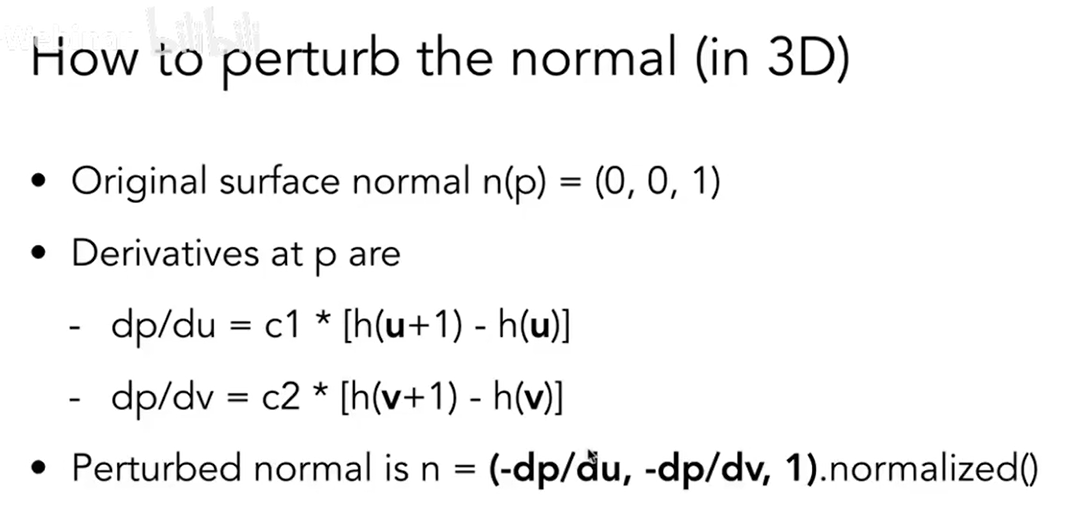 How to perturb the normal (in 3D)
• Original surface normal n(p) = (0, 0, 1)
• Derivatives at p are
- dp/du = c1 * [h(u+1) - h(u)]
- dp/dv = c2 * [h(v+1) - h(v)]
• Perturbed normal is n = (-dp/du, -dp/dv, 1).normalized()